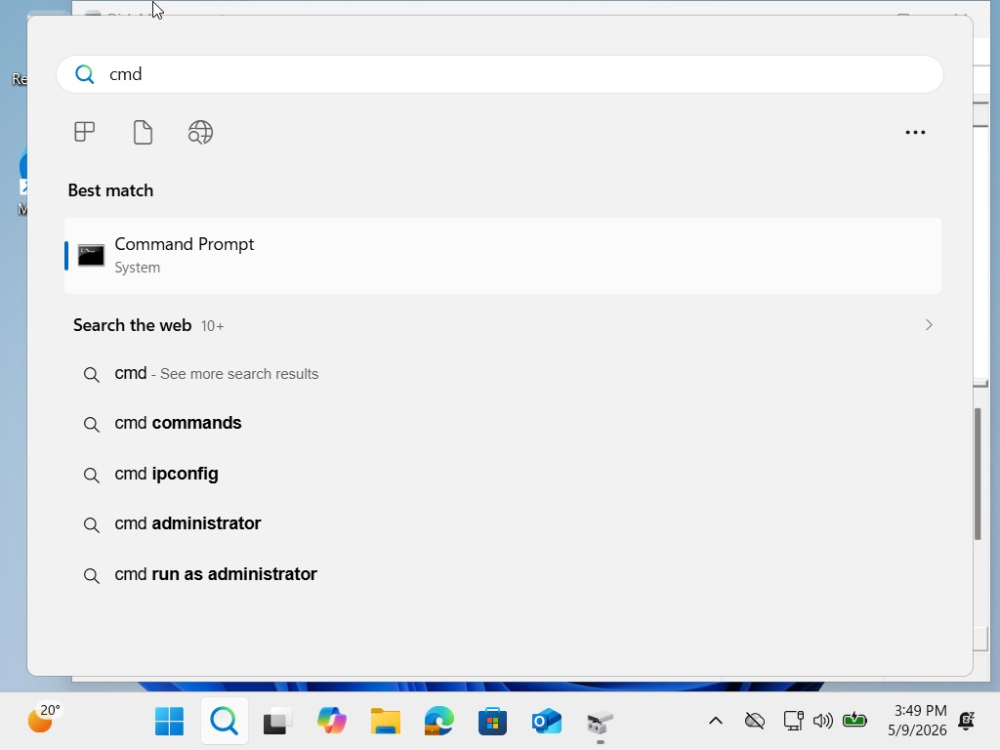 cmd
Best match
Command Prompt
System
Search the web 10+
cmd - See more search results
cmd commands
cmd ipconfig
cmd administrator
cmd run as administrator
20°
3:49 PM
5/9/2026